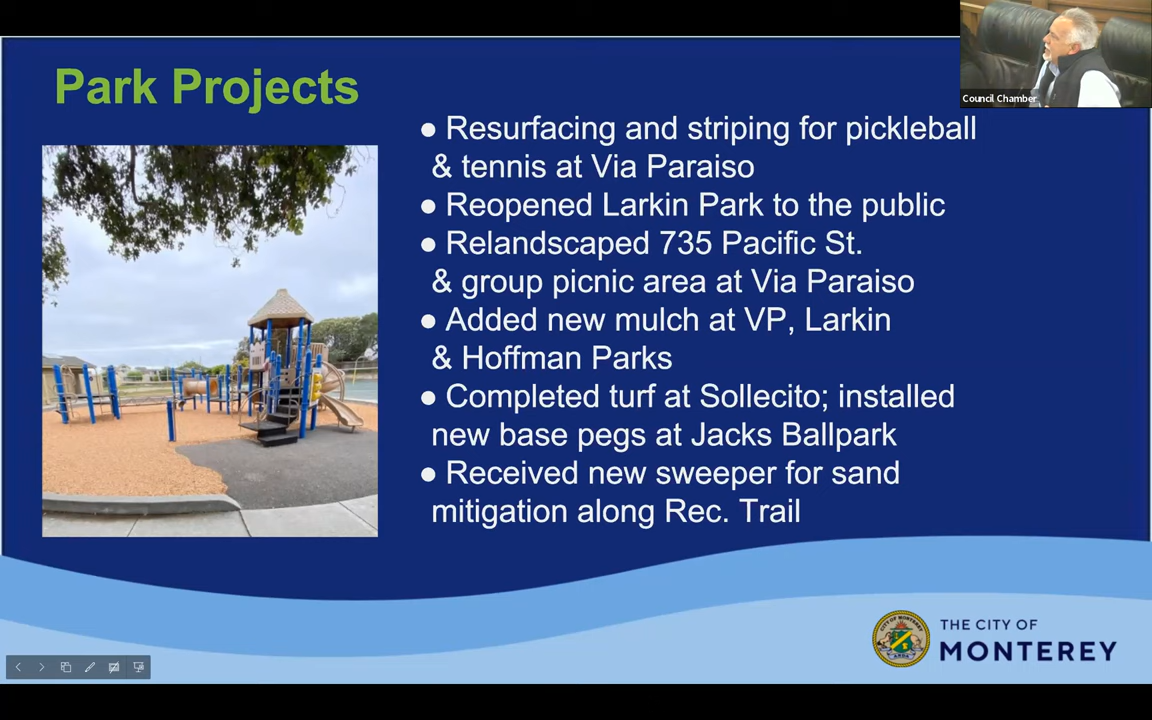 Park Projects
Council Chamber
● Resurfacing and striping for pickleball
& tennis at Via Paraiso
● Reopened Larkin Park to the public
● Relandscaped 735 Pacific St.
& group picnic area at Via Paraiso
● Added new mulch at VP, Larkin
& Hoffman Parks
● Completed turf at Sollecito; installed
new base pegs at Jacks Ballpark
● Received new sweeper for sand
mitigation along Rec. Trail
CITY OF MONTEREY
THE CITY OF
MONTEREY